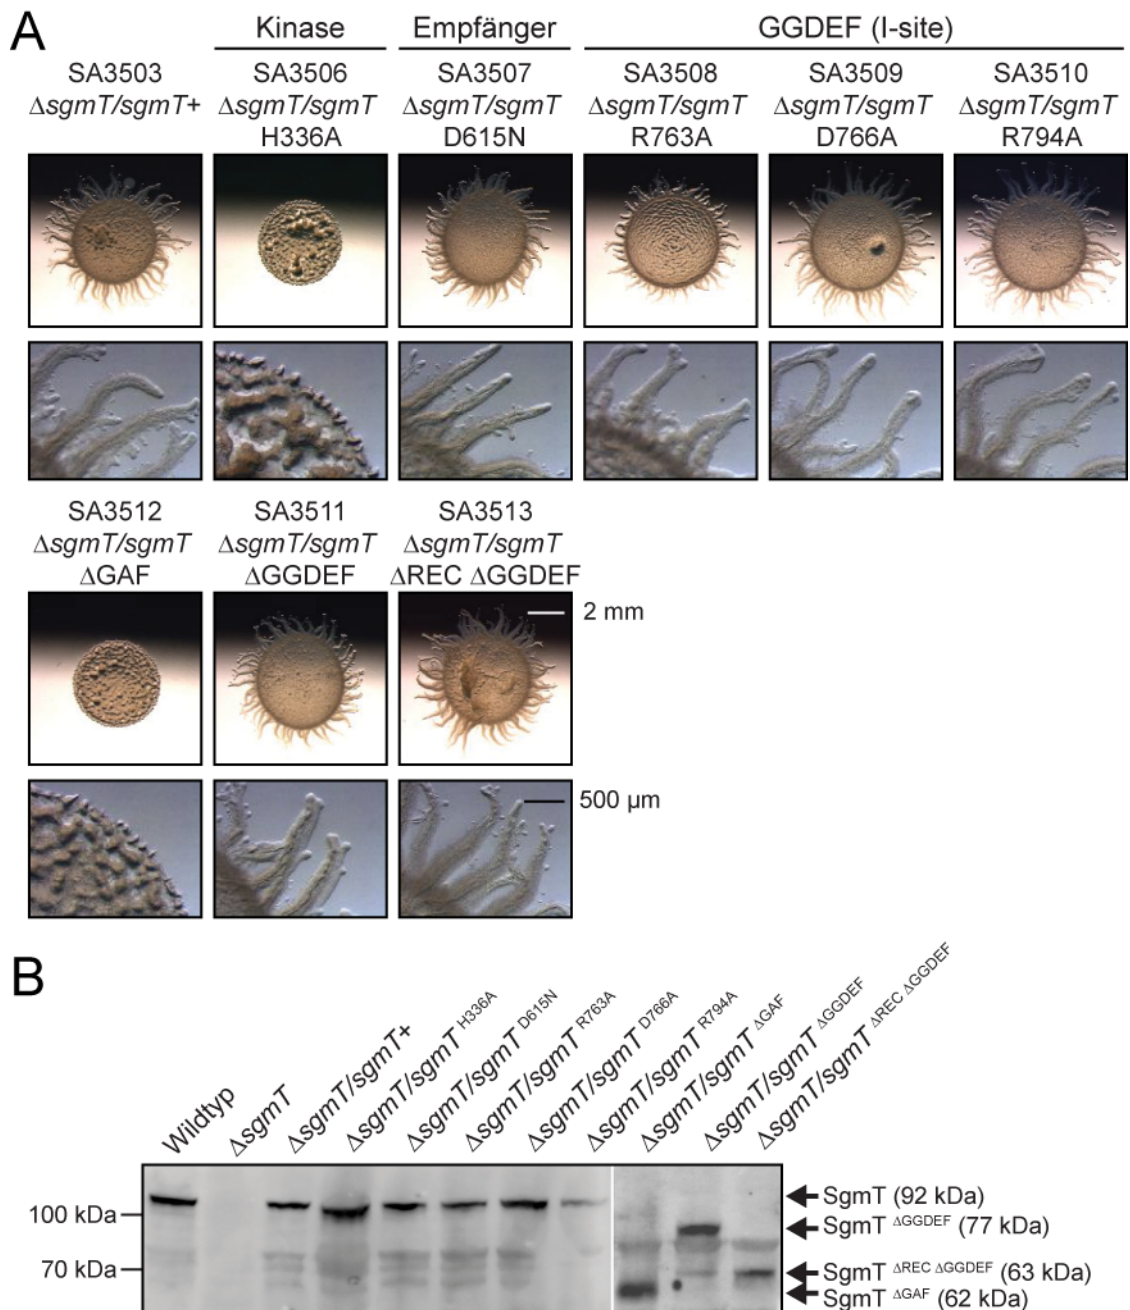 A
Kinase Empfänger GGDEF (I-site)
SA3503 SA3506 SA3507 SA3508 SA3509 SA3510
ΔsgmT/sgmT+ ΔsgmT/sgmT ΔsgmT/sgmT ΔsgmT/sgmT ΔsgmT/sgmT ΔsgmT/sgmT
H336A D615N R763A D766A R794A
SA3512 SA3511 SA3513
ΔsgmT/sgmT ΔsgmT/sgmT ΔsgmT/sgmT
ΔGAF ΔGGDEF ΔREC ΔGGDEF
2 mm
500 µm
B
Wildtyp
ΔsgmT
ΔsgmT/sgmT+
ΔsgmT/sgmT H336A
ΔsgmT/sgmT D615N
ΔsgmT/sgmT R763A
ΔsgmT/sgmT D766A
ΔsgmT/sgmT R794A
ΔsgmT/sgmT ΔGAF
ΔsgmT/sgmT ΔGGDEF
ΔsgmT/sgmT ΔREC ΔGGDEF
100 kDa
70 kDa
SgmT (92 kDa)
SgmT ΔGGDEF (77 kDa)
SgmT ΔREC ΔGGDEF (63 kDa)
SgmT ΔGAF (62 kDa)